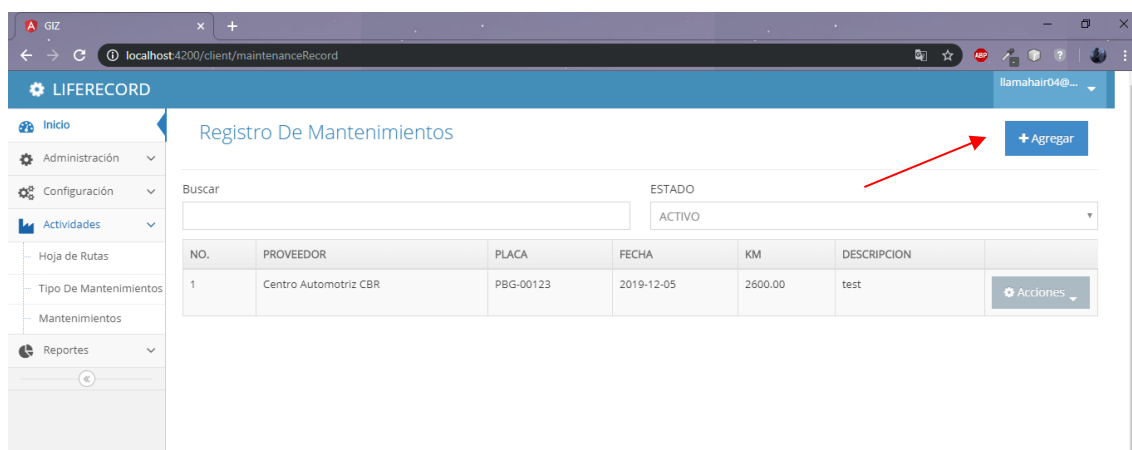 GIZ
localhost:4200/client/maintenanceRecord
ABP
LIFERECORD
llamahair04@...
Inicio
Administración
Configuración
Actividades
Hoja de Rutas
Tipo De Mantenimientos
Mantenimientos
Reportes
Registro De Mantenimientos
+ Agregar
Buscar
ESTADO
ACTIVO
NO. PROVEEDOR PLACA FECHA KM DESCRIPCION
1 Centro Automotriz CBR PBG-00123 2019-12-05 2600.00 test
Acciones